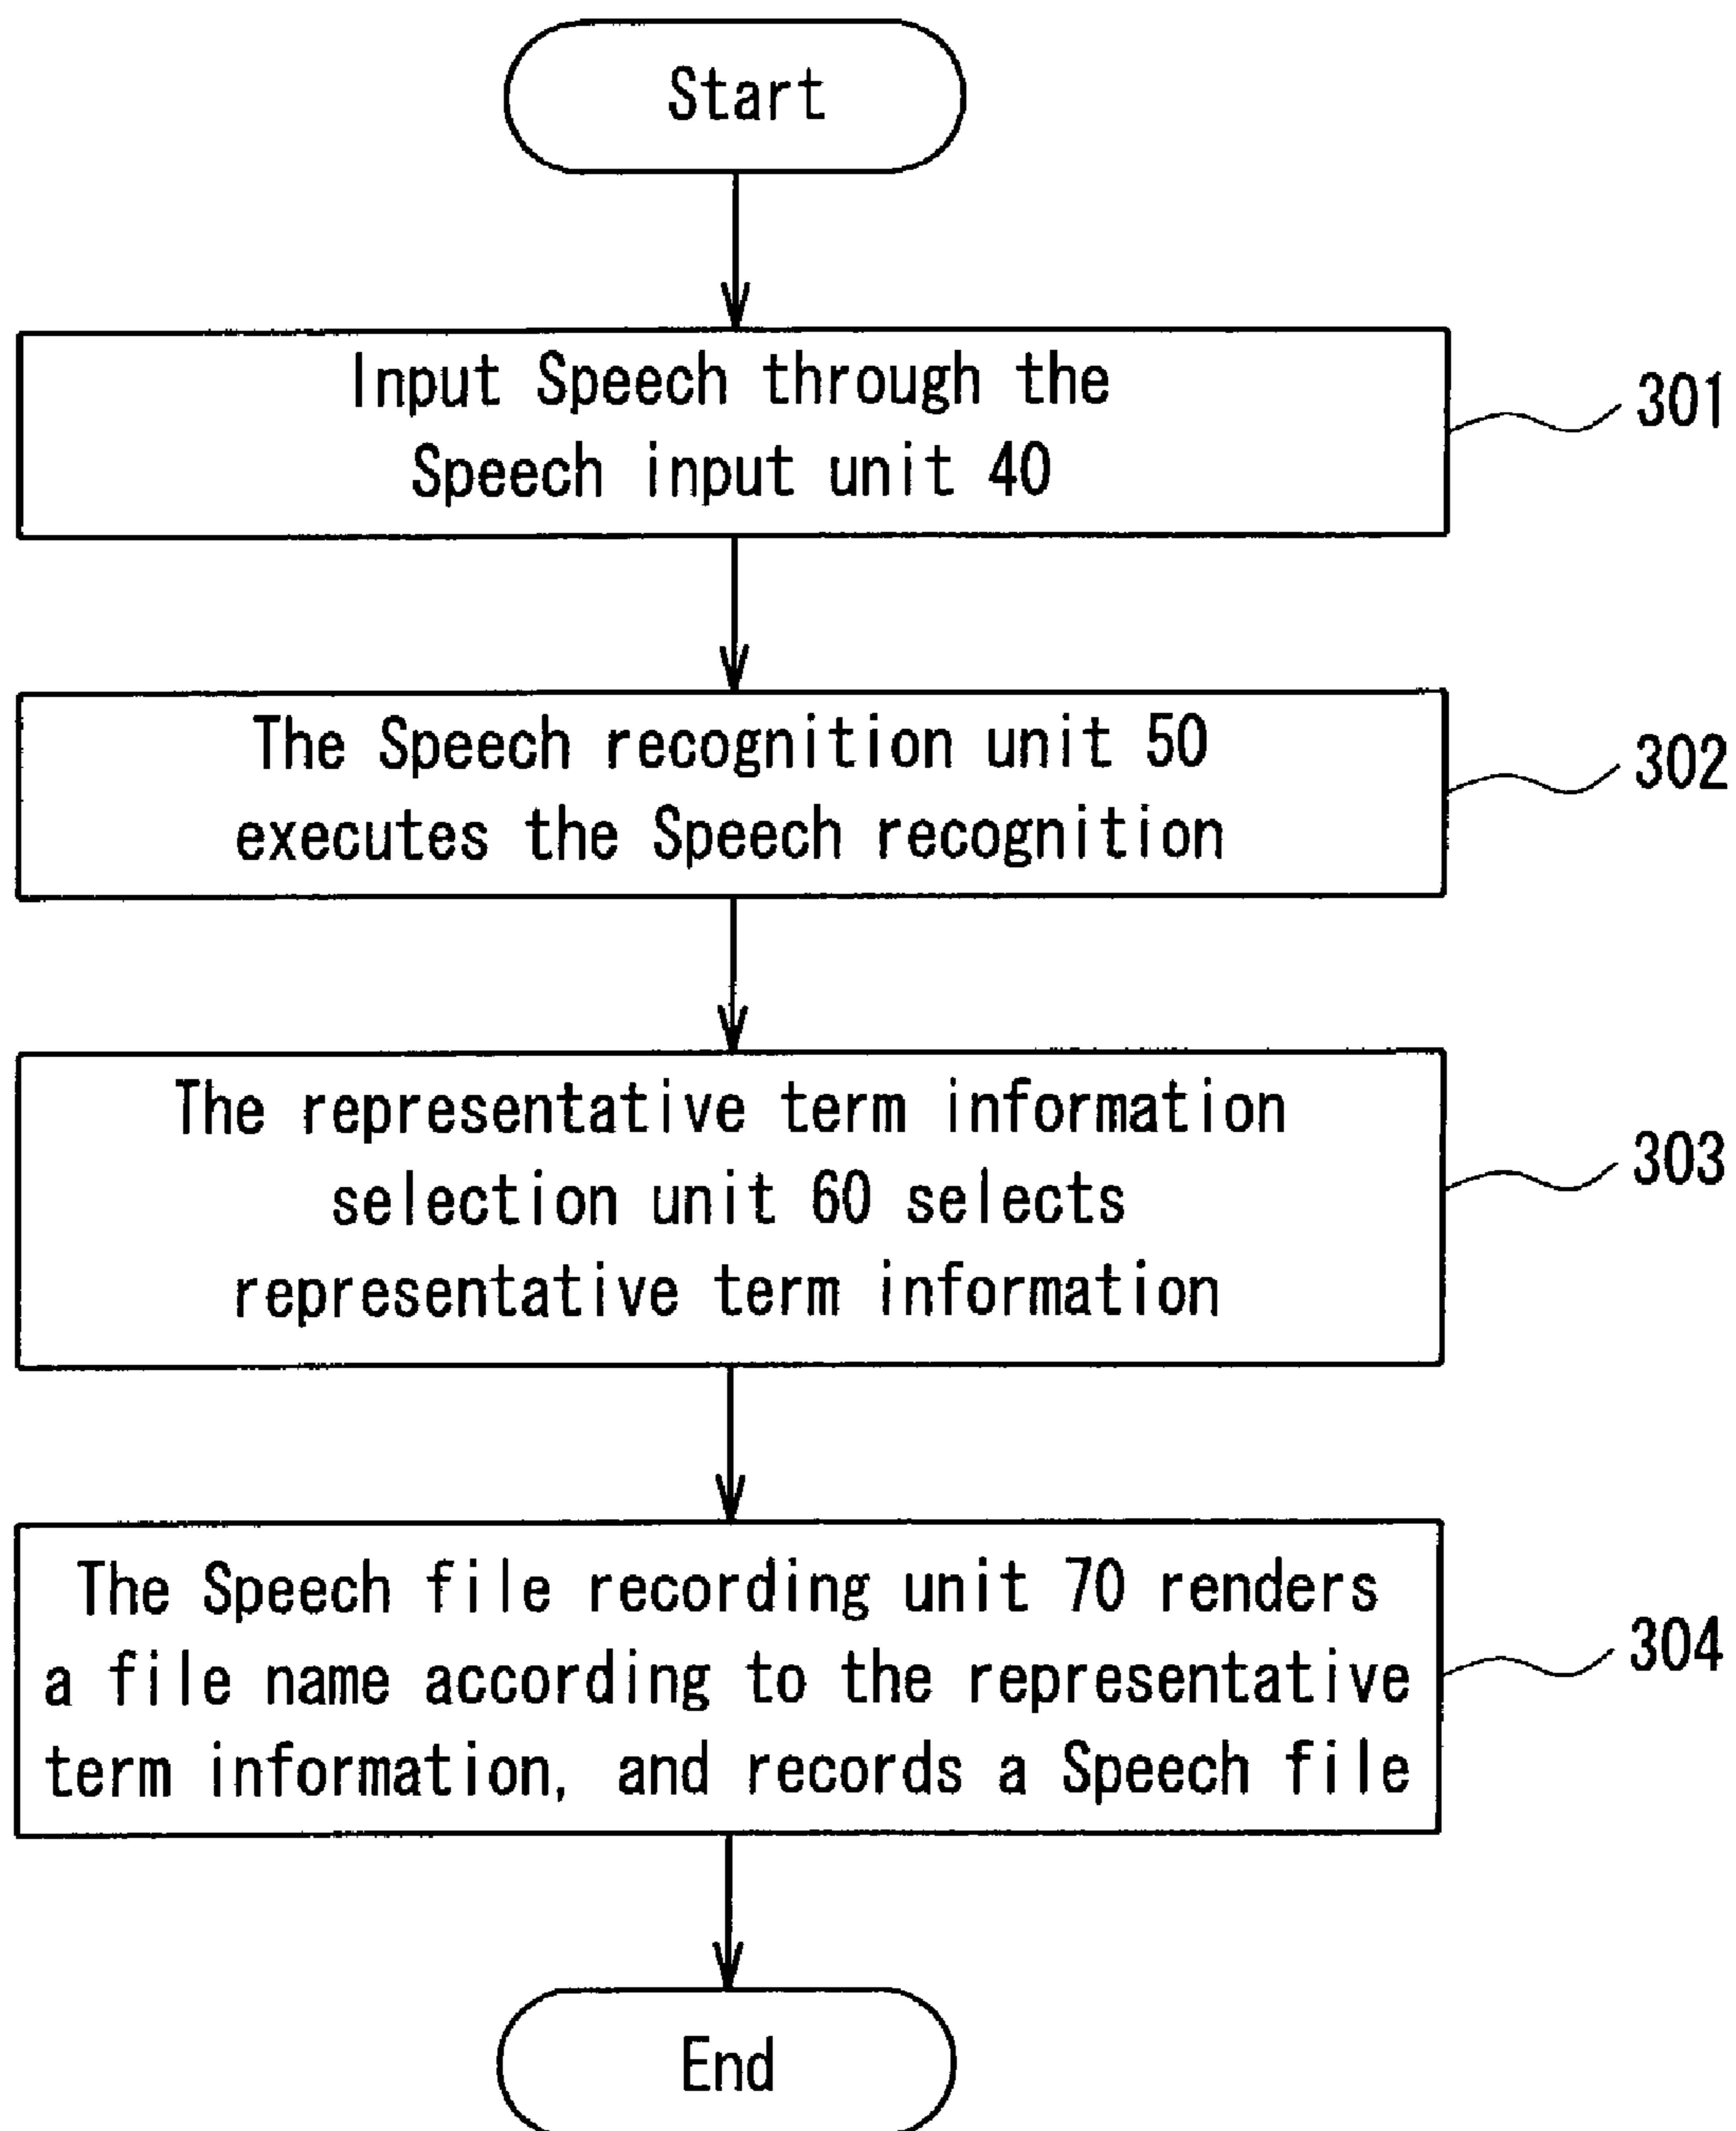 Start
Input Speech through the
Speech input unit 40
301
The Speech recognition unit 50
executes the Speech recognition
302
The representative term information
selection unit 60 selects
representative term information
303
The Speech file recording unit 70 renders
a file name according to the representative
term information, and records a Speech file
304
End